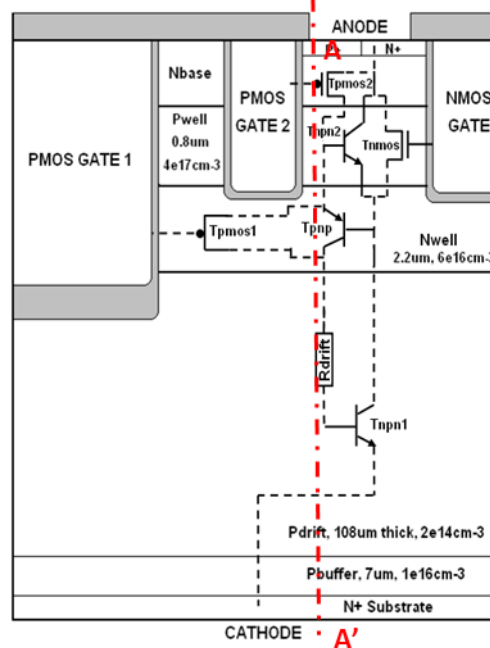 ANODE
A
P+
N+
Nbase
Tpmos2
PMOS
GATE 2
NMOS
GATE
Pwell
0.8um
4e17cm-3
Tnpn2
Tnmos
PMOS GATE 1
Tpmos1
Tpnp
Nwell
2.2um, 6e16cm-3
Rdrift
Tnpn1
Pdrift, 108um thick, 2e14cm-3
Pbuffer, 7um, 1e16cm-3
N+ Substrate
CATHODE
A'